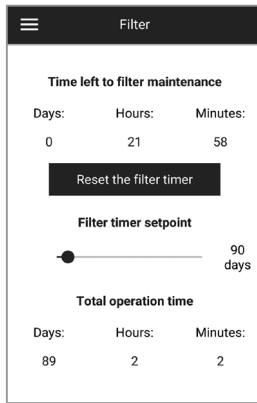 Filter
Time left to filter maintenance
Days: Hours: Minutes:
0 21 58
Reset the filter timer
Filter timer setpoint
90
days
Total operation time
Days: Hours: Minutes:
89 2 2